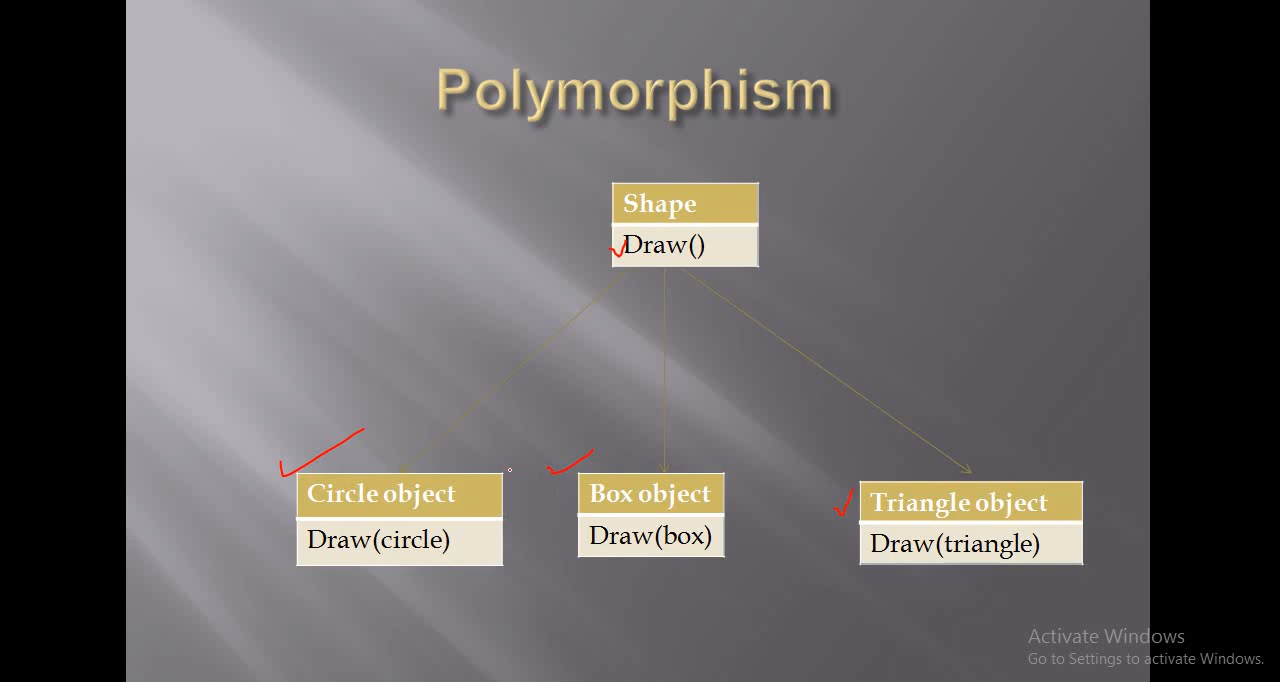 Polymorphism
Shape
Draw()
Circle object
Draw(circle)
Box object
Draw(box)
Triangle object
Draw(triangle)
Activate Windows
Go to Settings to activate Windows.